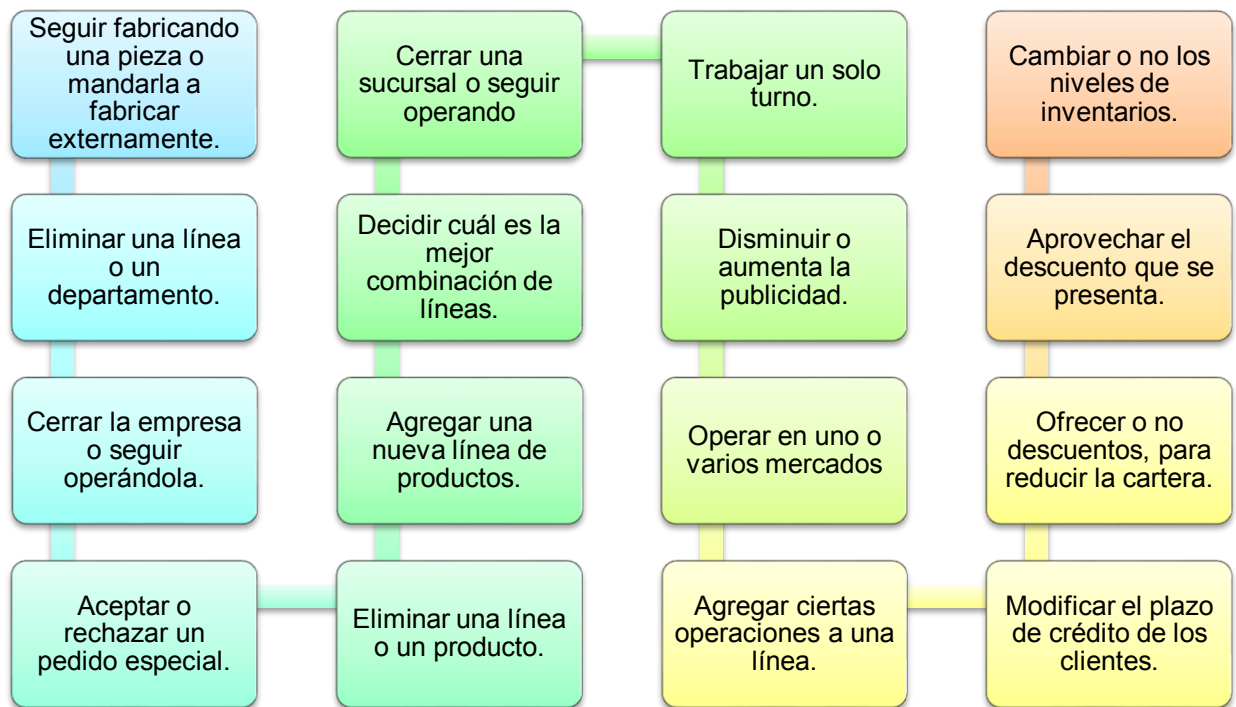 Seguir fabricando
una pieza o
mandarla a
fabricar
externamente.
Eliminar una línea
o un
departamento.
Cerrar la empresa
o seguir
operándola.
Aceptar o
rechazar un
pedido especial.
Eliminar una línea
o un producto.
Agregar una
nueva línea de
productos.
Decidir cuál es la
mejor
combinación de
líneas.
Cerrar una
sucursal o seguir
operando
Trabajar un solo
turno.
Disminuir o
aumenta la
publicidad.
Operar en uno o
varios mercados
Agregar ciertas
operaciones a una
línea.
Modificar el plazo
de crédito de los
clientes.
Ofrecer o no
descuentos, para
reducir la cartera.
Aprovechar el
descuento que se
presenta.
Cambiar o no los
niveles de
inventarios.